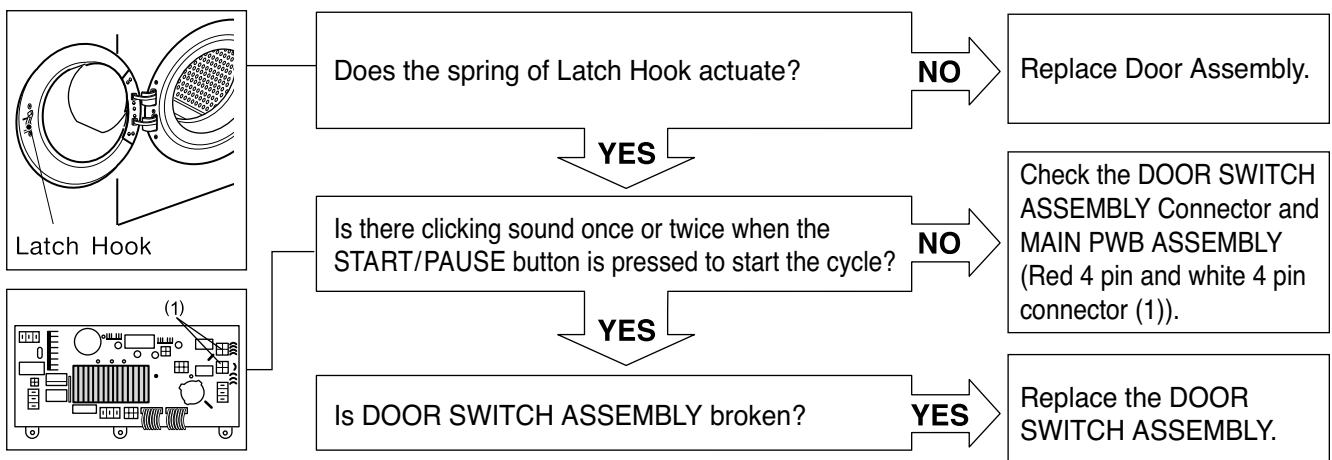 Latch Hook
Does the spring of Latch Hook actuate?
NO
Replace Door Assembly.
YES
(1)
Is there clicking sound once or twice when the
START/PAUSE button is pressed to start the cycle?
NO
Check the DOOR SWITCH
ASSEMBLY Connector and
MAIN PWB ASSEMBLY
(Red 4 pin and white 4 pin
connector (1)).
YES
Is DOOR SWITCH ASSEMBLY broken?
YES
Replace the DOOR
SWITCH ASSEMBLY.